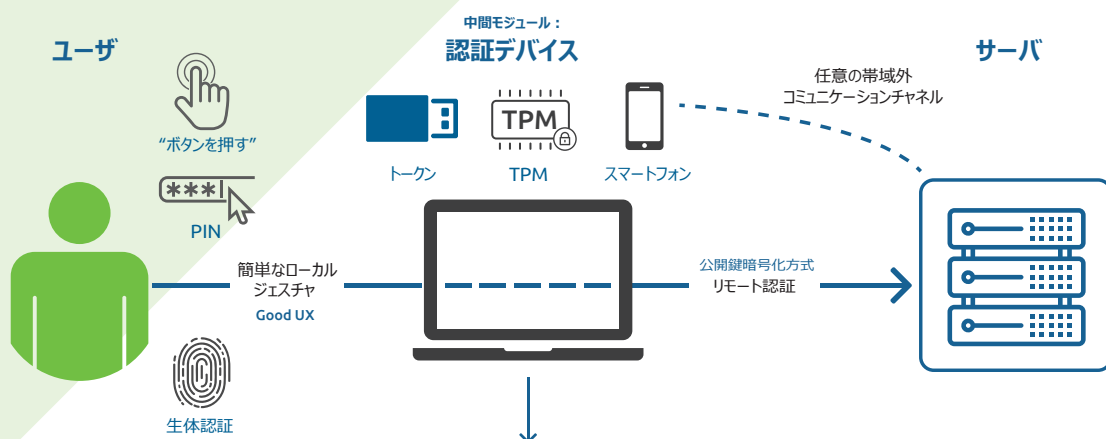 ユーザ
中間モジュール：
認証デバイス
サーバ
任意の帯域外
コミュニケーションチャネル
“ボタンを押す”
TPM
トークン
TPM
スマートフォン
***
PIN
簡単なローカル
ジェスチャ
Good UX
公開鍵暗号化方式
リモート認証
生体認証